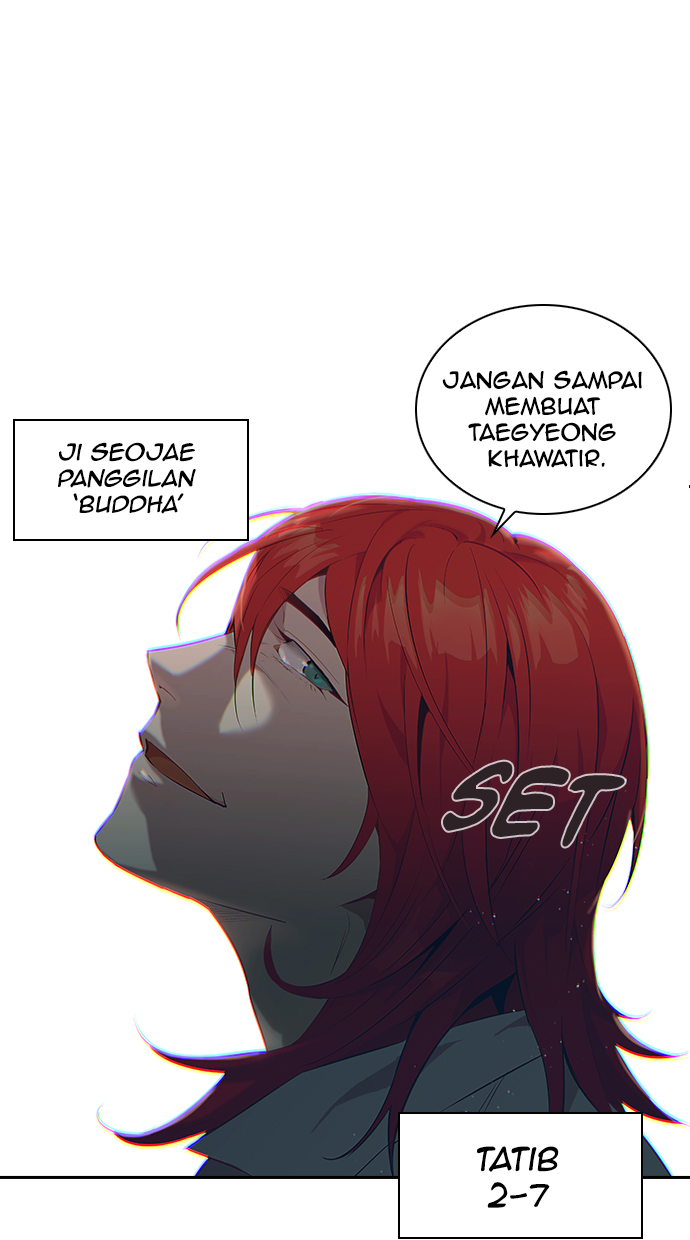 JANGAN SAMPAI
MEMBUAT
TAEGYEONG
KHAWATIR.
JI SEOJAE
PANGGILAN
'BUDDHA'
SET
TATIB
2-7